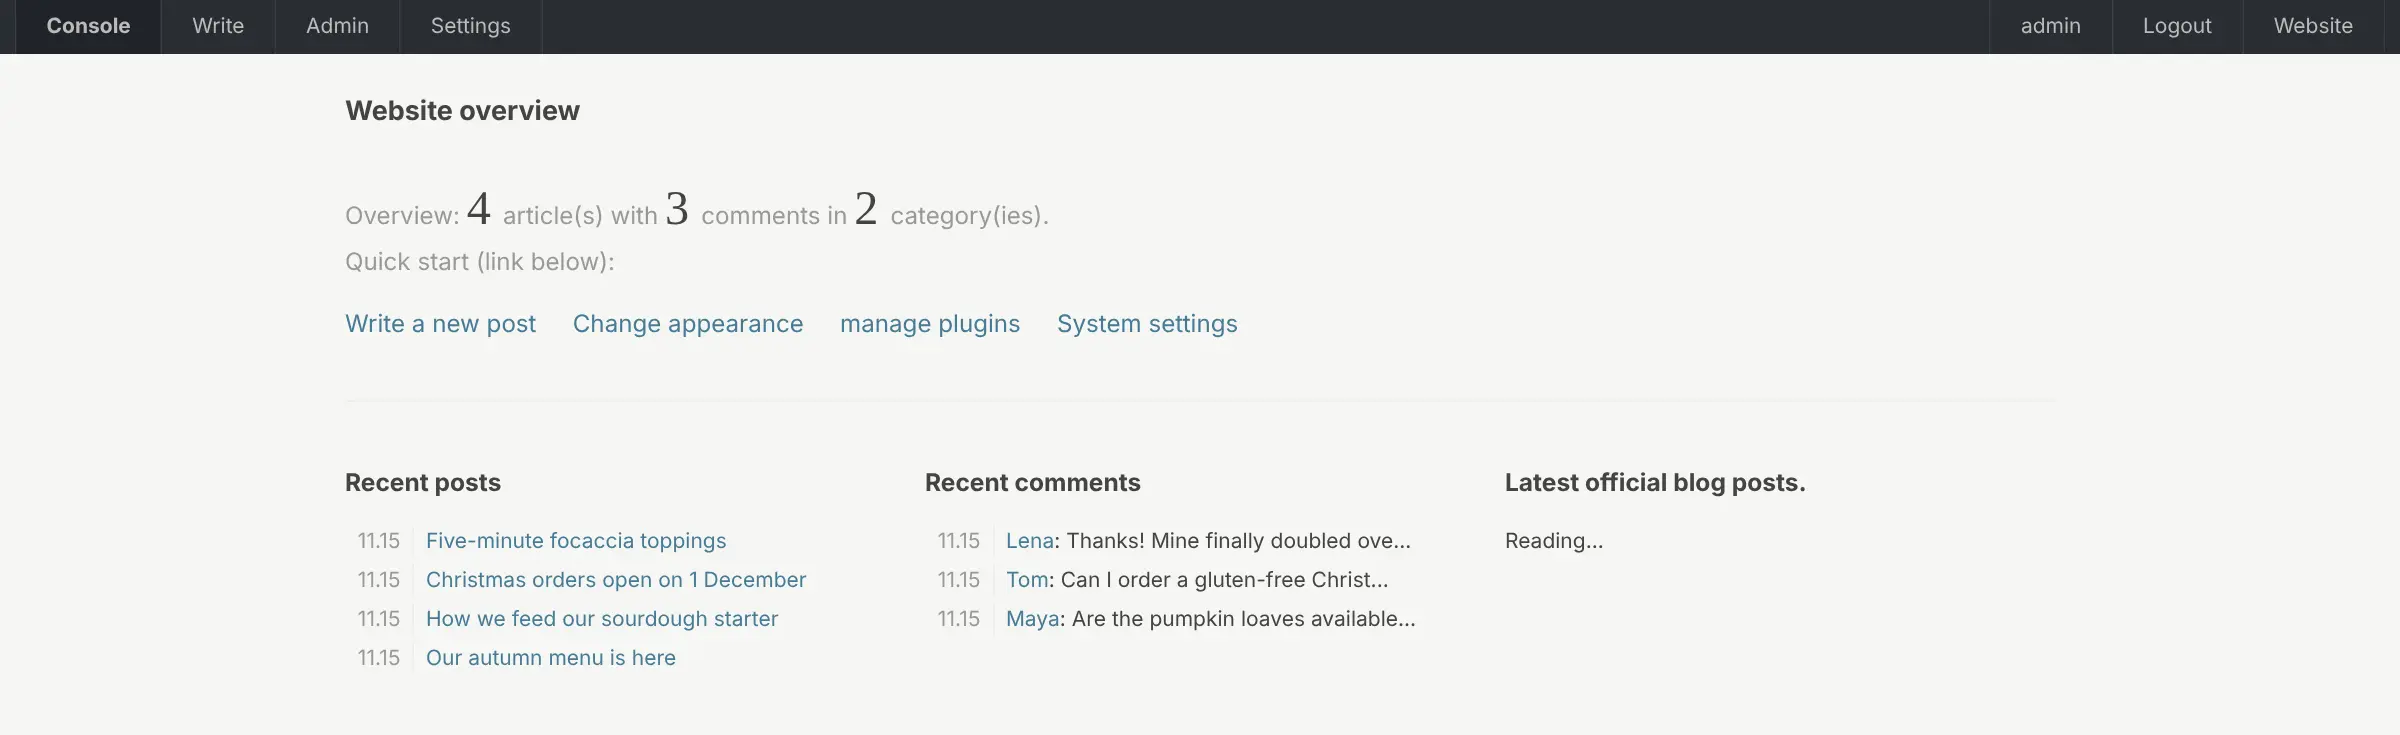 Console Write Admin Settings admin Logout Website
Website overview
Overview: 4 article(s) with 3 comments in 2 category(ies).
Quick start (link below):
Write a new post Change appearance manage plugins System settings
Recent posts
11.15 Five-minute focaccia toppings
11.15 Christmas orders open on 1 December
11.15 How we feed our sourdough starter
11.15 Our autumn menu is here
Recent comments
11.15 Lena: Thanks! Mine finally doubled ove...
11.15 Tom: Can I order a gluten-free Christ...
11.15 Maya: Are the pumpkin loaves available...
Latest official blog posts.
Reading...